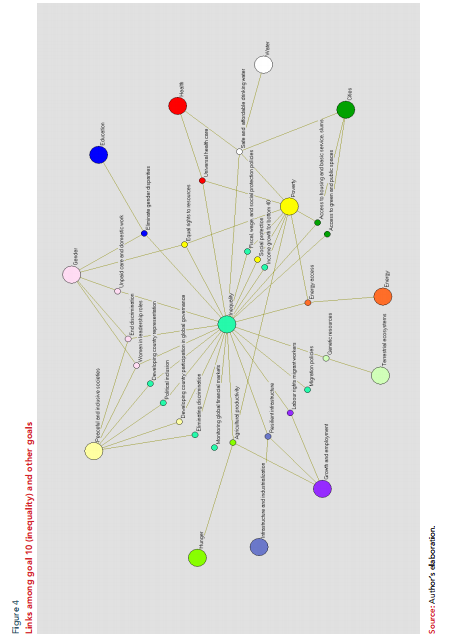 Figure 4
Links among goal 10 (inequality) and other goals
Water
Health
Cities
Safe and affordable drinking water
Education
Universal health care
Poverty
Eliminate gender disparities
Equal rights to resources
Fiscal, wage, and social protection policies
Social protection
Income growth for bottom 40
Access to housing and basic service, slums
Access to green and public spaces
Gender
Unpaid care and domestic work
Inequality
Energy access
Energy
End discrimination
Women in leadership roles
Developing country representation
Political inclusion
Developing country participation in global governance
Eliminating discrimination
Monitoring global financial markets
Agricultural productivity
Resilient infrastructure
Labour rights migrant workers
Migration policies
Genetic resources
Terrestrial ecosystems
Peaceful and inclusive societies
Growth and employment
Infrastructure and industrialization
Hunger
Source: Author's elaboration.